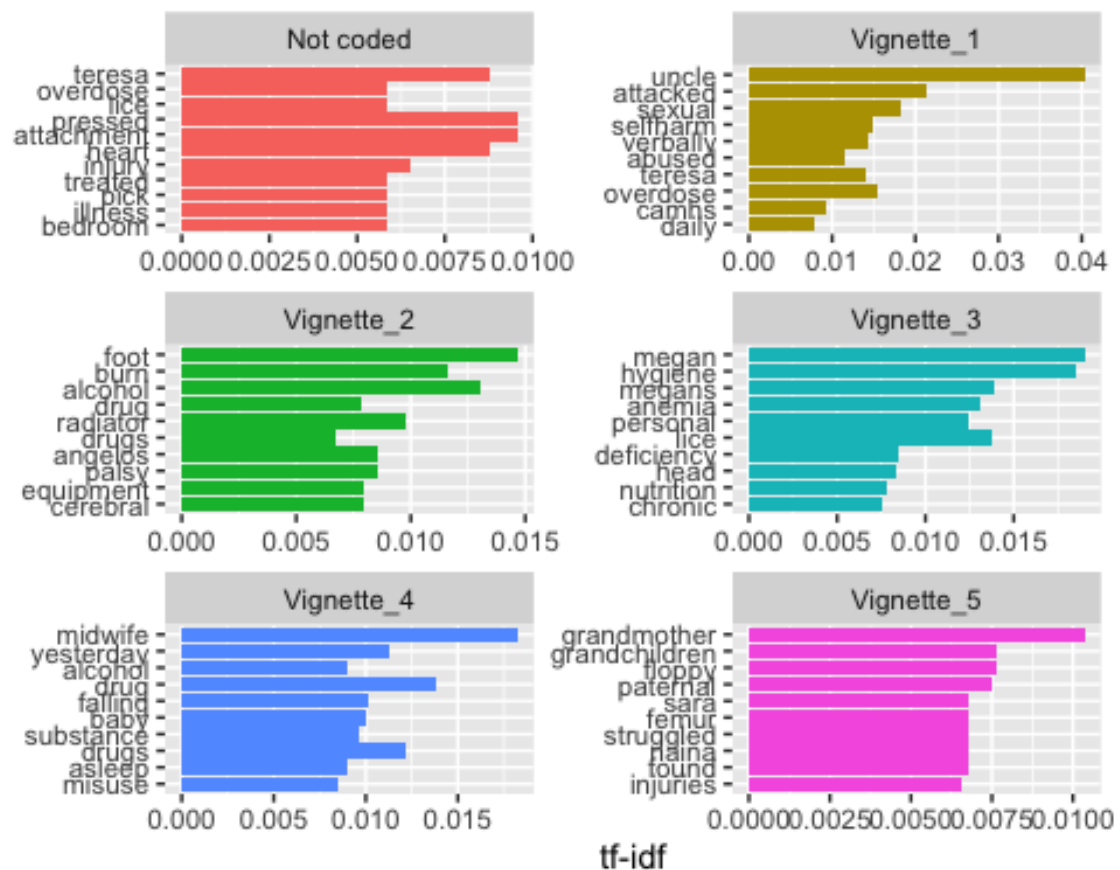 Not coded
teresa
overdose
lice
pressed
attachment
heart
injury
treated
pick
illness
bedroom
0.0000 0.0025 0.0050 0.0075 0.0100
Vignette_1
uncle
attacked
sexual
selfharm
verbally
abused
teresa
overdose
camhs
daily
0.00 0.01 0.02 0.03 0.04
Vignette_2
foot
burn
alcohol
drug
radiator
drugs
angelos
palsy
equipment
cerebral
0.000 0.005 0.010 0.015
Vignette_3
megan
hygiene
megans
anemia
personal
lice
deficiency
head
nutrition
chronic
0.000 0.005 0.010 0.015
Vignette_4
midwife
yesterday
alcohol
drug
falling
baby
substance
drugs
asleep
misuse
0.000 0.005 0.010 0.015
Vignette_5
grandmother
grandchildren
floppy
paternal
sara
femur
struggled
naina
found
injuries
0.0000 0.0025 0.0050 0.0075 0.0100
tf-idf